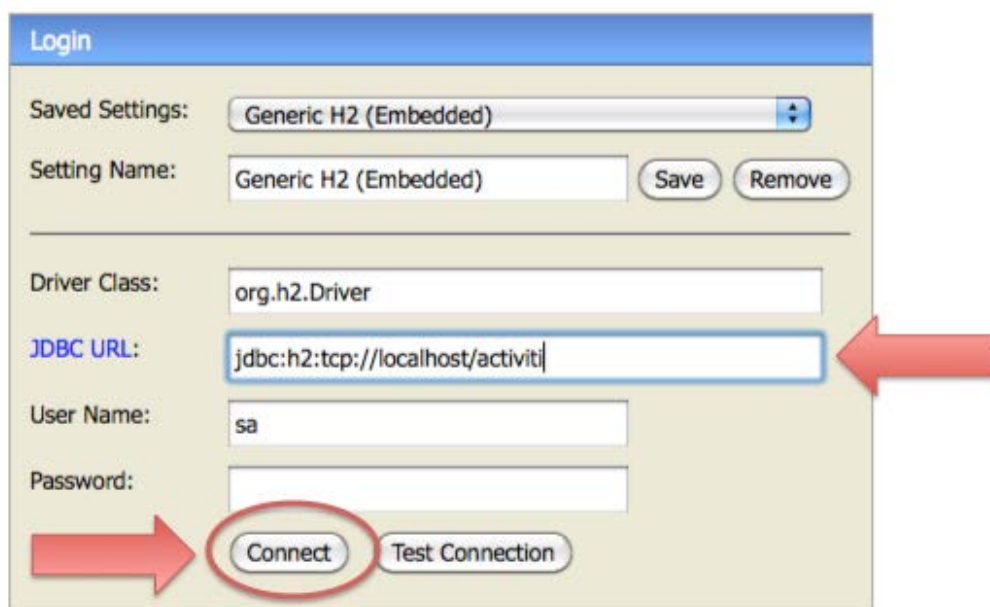 Login
Saved Settings: Generic H2 (Embedded)
Setting Name: Generic H2 (Embedded) Save Remove
Driver Class: org.h2.Driver
JDBC URL: jdbc:h2:tcp://localhost/activiti
User Name: sa
Password:
Connect Test Connection